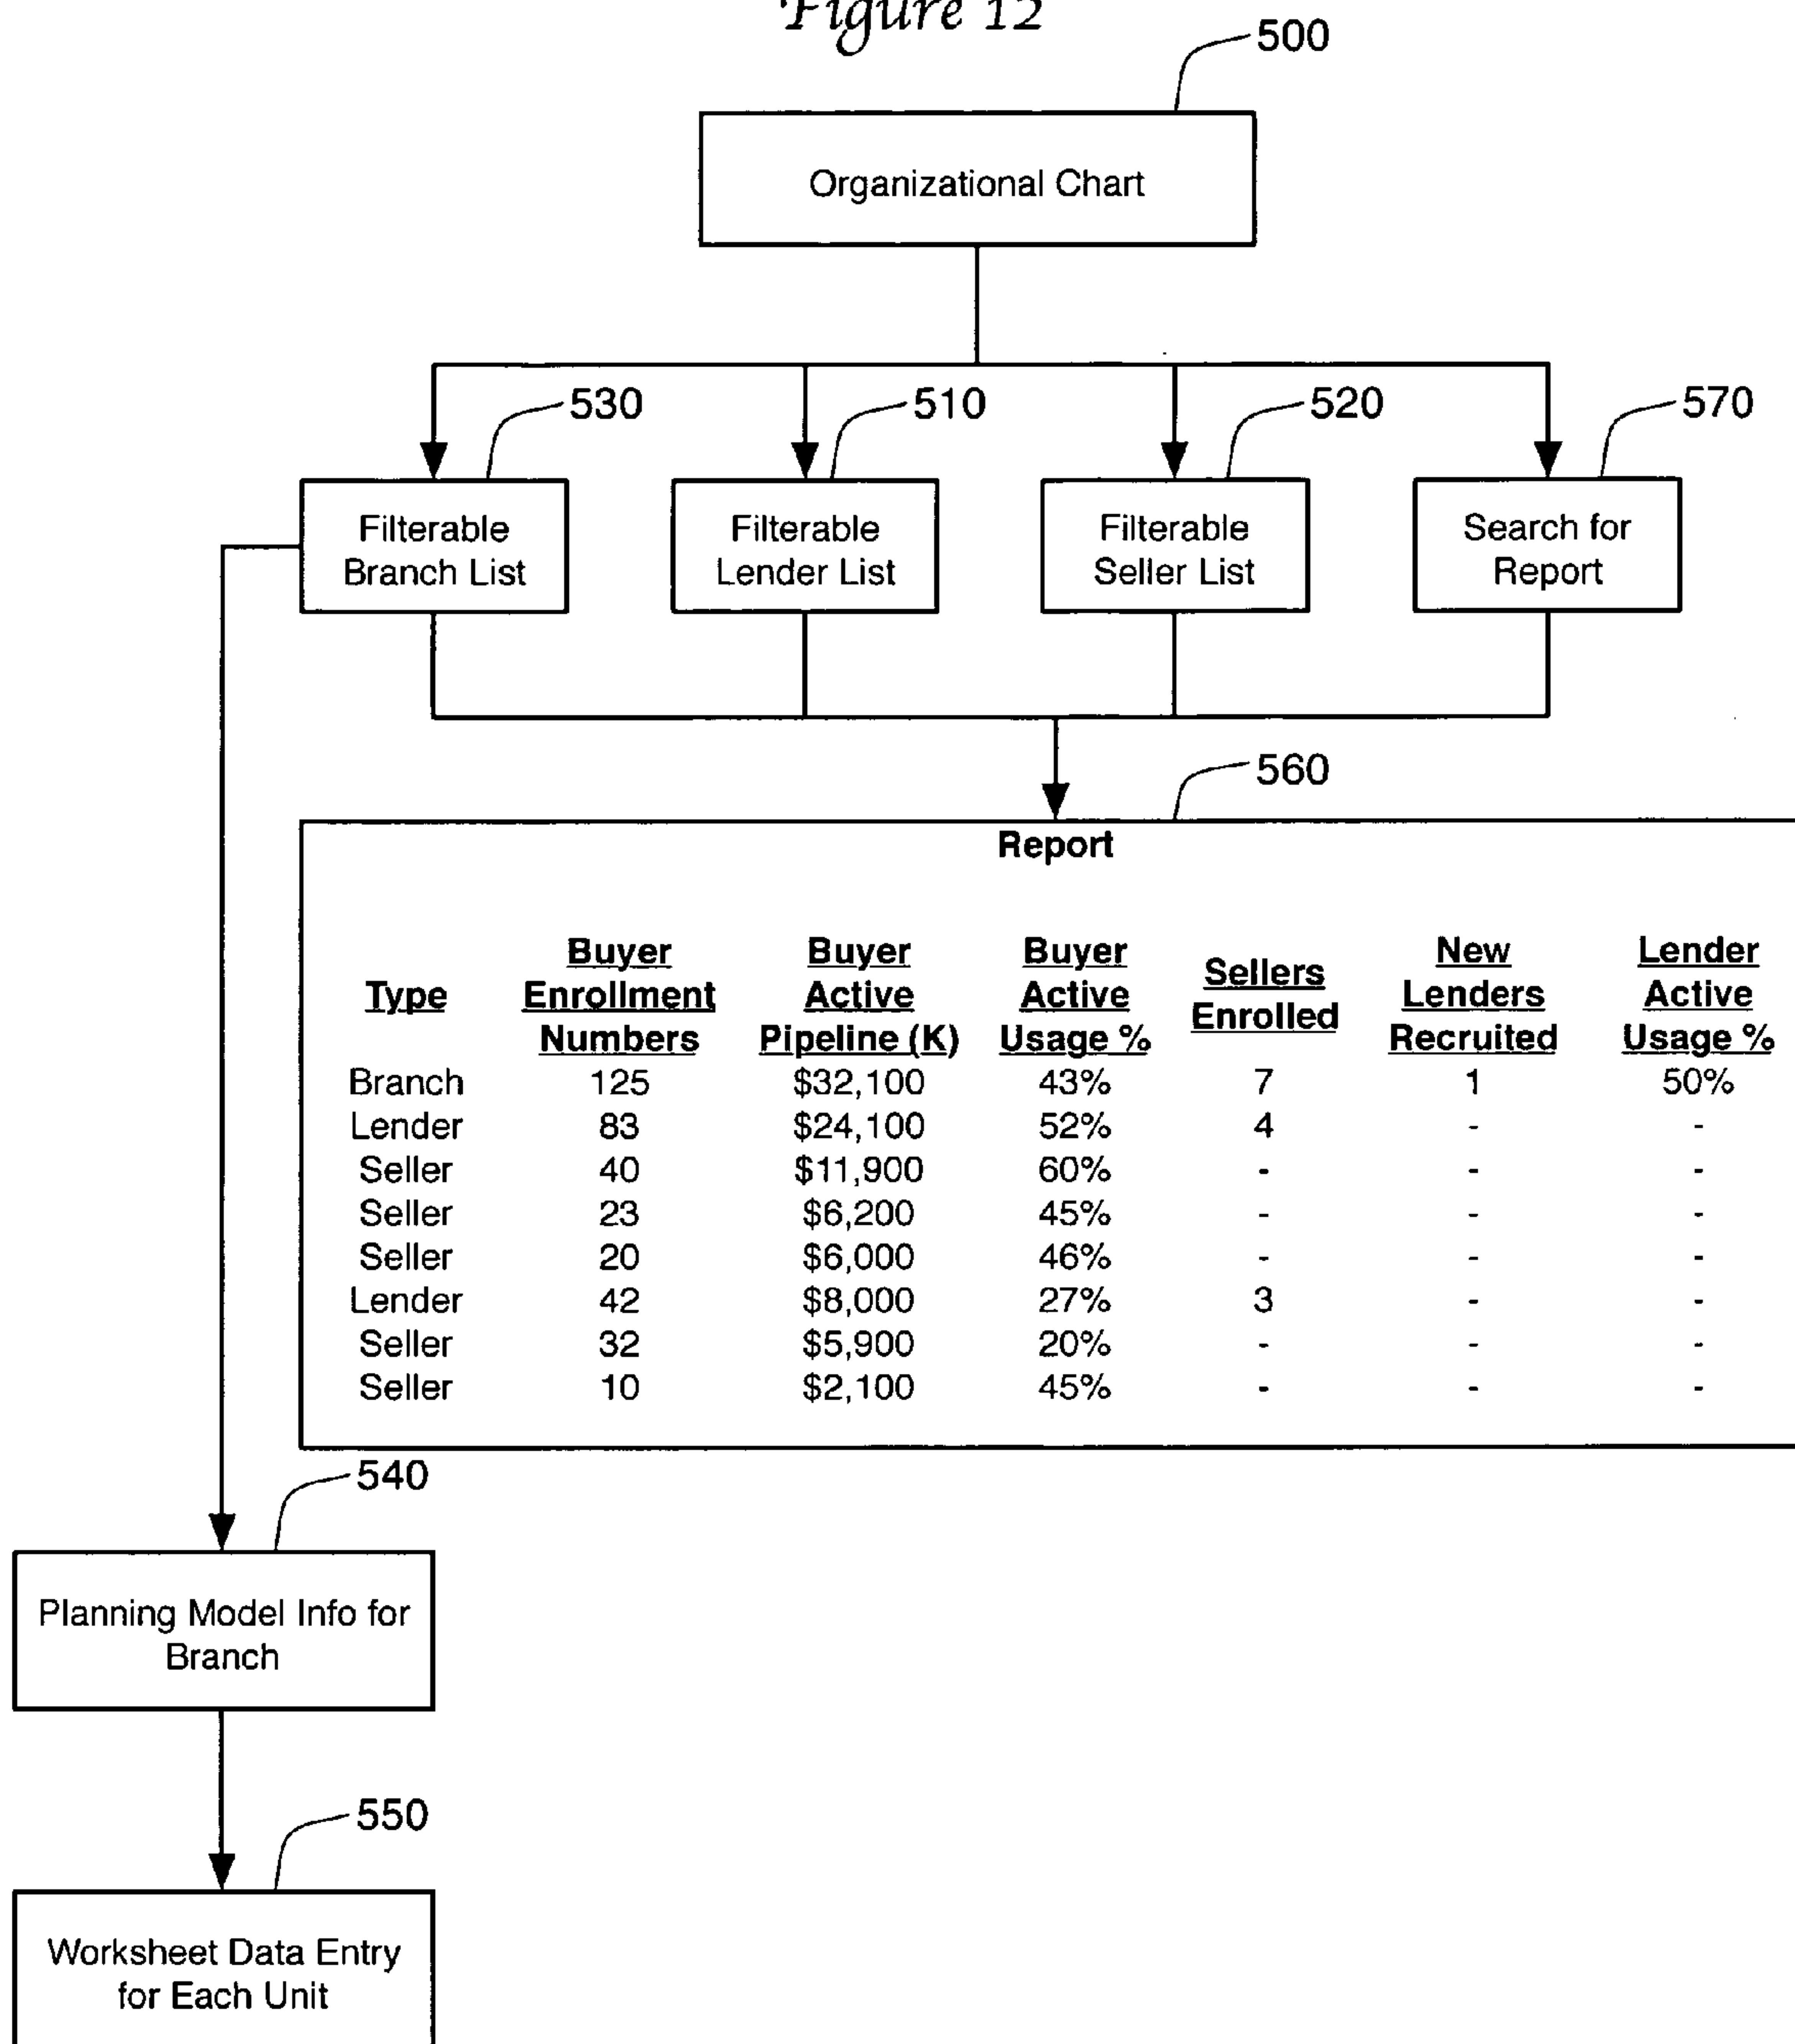 Figure 12
500
Organizational Chart
530
510
520
570
Filterable
Branch List
Filterable
Lender List
Filterable
Seller List
Search for
Report
560
Report
Type
Buyer
Enrollment
Numbers
Buyer
Active
Pipeline (K)
Buyer
Active
Usage %
Sellers
Enrolled
New
Lenders
Recruited
Lender
Active
Usage %
Branch 125 $32,100 43% 7 1 50%
Lender 83 $24,100 52% 4 - -
Seller 40 $11,900 60% - - -
Seller 23 $6,200 45% - - -
Seller 20 $6,000 46% - - -
Lender 42 $8,000 27% 3 - -
Seller 32 $5,900 20% - - -
Seller 10 $2,100 45% - - -
540
Planning Model Info for
Branch
550
Worksheet Data Entry
for Each Unit